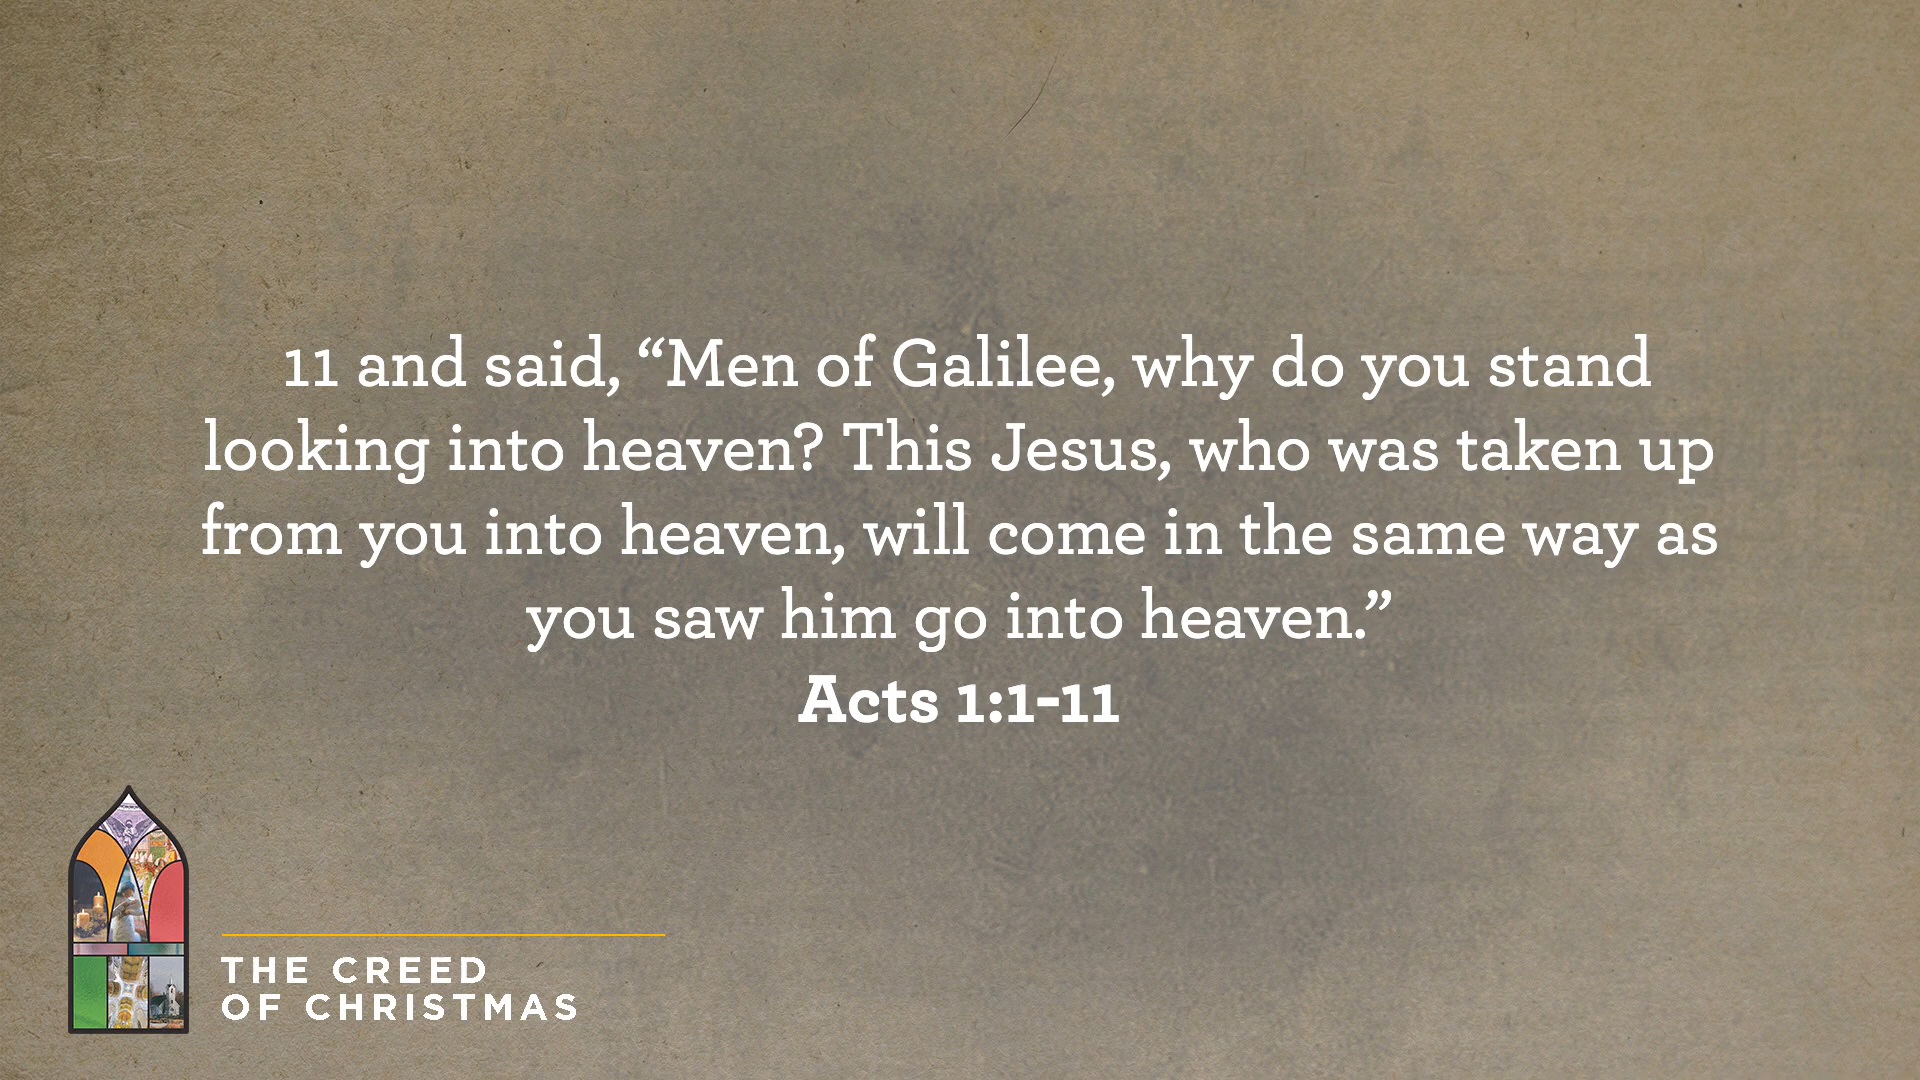 11 and said, “Men of Galilee, why do you stand
looking into heaven? This Jesus, who was taken up
from you into heaven, will come in the same way as
you saw him go into heaven.”
Acts 1:1-11
THE CREED
OF CHRISTMAS